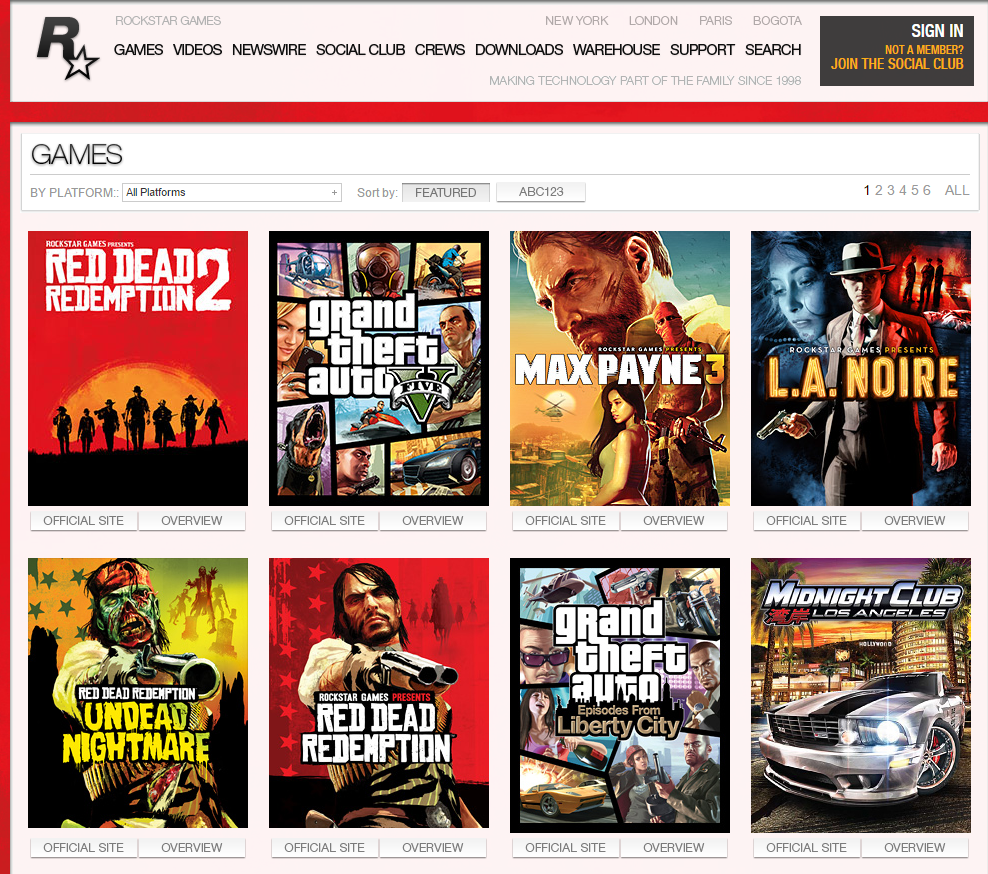 R
ROCKSTAR GAMES
NEW YORK LONDON PARIS BOGOTA
GAMES VIDEOS NEWSWIRE SOCIAL CLUB CREWS DOWNLOADS WAREHOUSE SUPPORT SEARCH
MAKING TECHNOLOGY PART OF THE FAMILY SINCE 1998
SIGN IN
NOT A MEMBER?
JOIN THE SOCIAL CLUB
GAMES
BY PLATFORM:: All Platforms + Sort by: FEATURED ABC123 1 2 3 4 5 6 ALL
ROCKSTAR GAMES PRESENTS
RED DEAD
REDEMPTION 2
grand
theft
auto
FIVE
V
ROCKSTAR GAMES PRESENTS
MAX PAYNE 3
ROCKSTAR GAMES PRESENTS
L.A. NOIRE
OFFICIAL SITE OVERVIEW OFFICIAL SITE OVERVIEW OFFICIAL SITE OVERVIEW OFFICIAL SITE OVERVIEW
RED DEAD REDEMPTION
UNDEAD
NIGHTMARE
ROCKSTAR GAMES PRESENTS
RED DEAD
REDEMPTION
grand
theft
auto
Episodes From
Liberty City
MIDNIGHT CLUB
湾岸 LOS ANGELES
HOLLYWOOD
OFFICIAL SITE OVERVIEW OFFICIAL SITE OVERVIEW OFFICIAL SITE OVERVIEW OFFICIAL SITE OVERVIEW